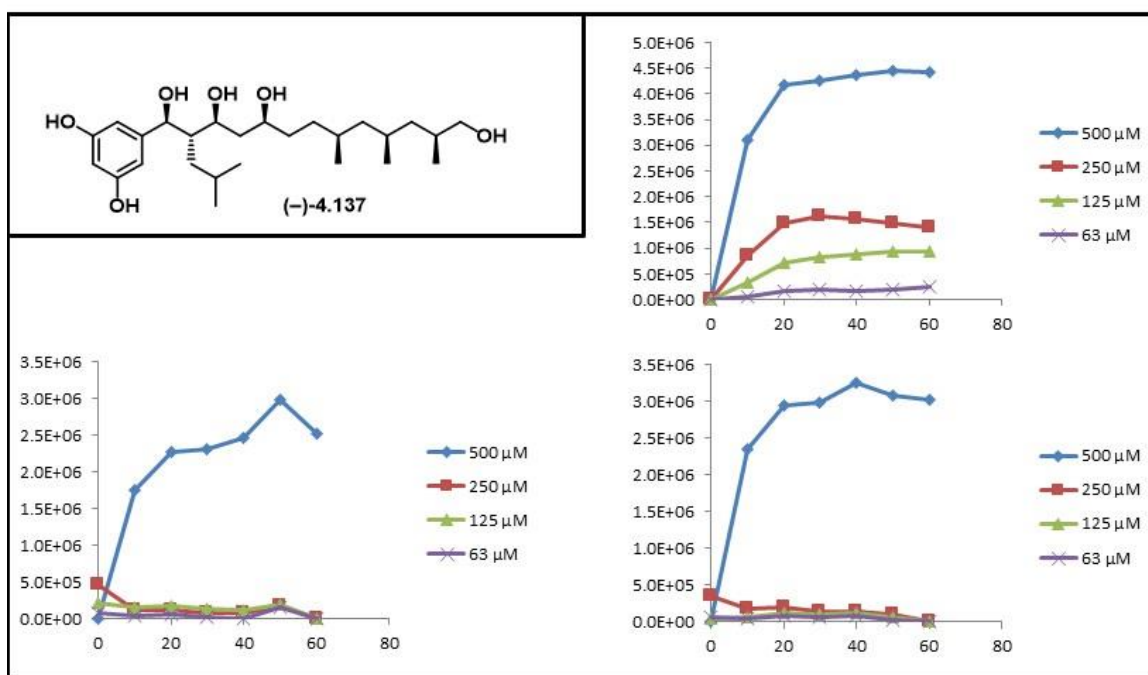 OH OH OH
HO
OH
OH
(–)-4.137
5.0E+06
4.5E+06
4.0E+06
3.5E+06
3.0E+06
2.5E+06
2.0E+06
1.5E+06
1.0E+06
5.0E+05
0.0E+00
0 20 40 60 80
500 µM
250 µM
125 µM
63 µM
3.5E+06
3.0E+06
2.5E+06
2.0E+06
1.5E+06
1.0E+06
5.0E+05
0.0E+00
0 20 40 60 80
500 µM
250 µM
125 µM
63 µM
3.5E+06
3.0E+06
2.5E+06
2.0E+06
1.5E+06
1.0E+06
5.0E+05
0.0E+00
0 20 40 60 80
500 µM
250 µM
125 µM
63 µM